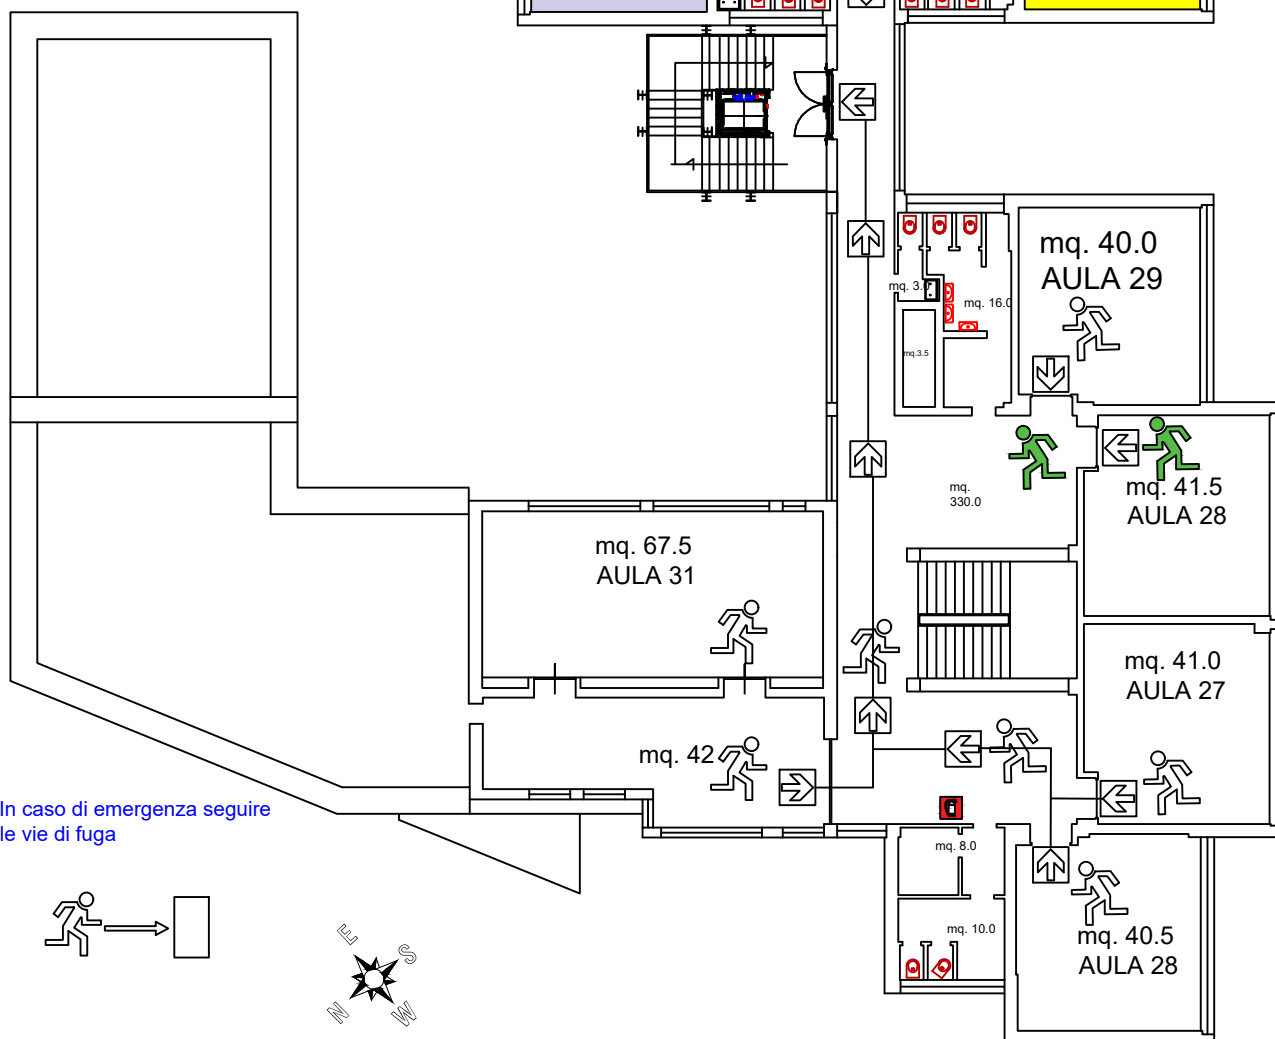 mq. 40.0
AULA 29
mq. 3.0
mq. 16.0
mq.3.5
mq. 41.5
AULA 28
mq.
330.0
mq. 67.5
AULA 31
mq. 41.0
AULA 27
mq. 42
In caso di emergenza seguire
le vie di fuga
mq. 8.0
mq. 10.0
mq. 40.5
AULA 28
E
S
N
W